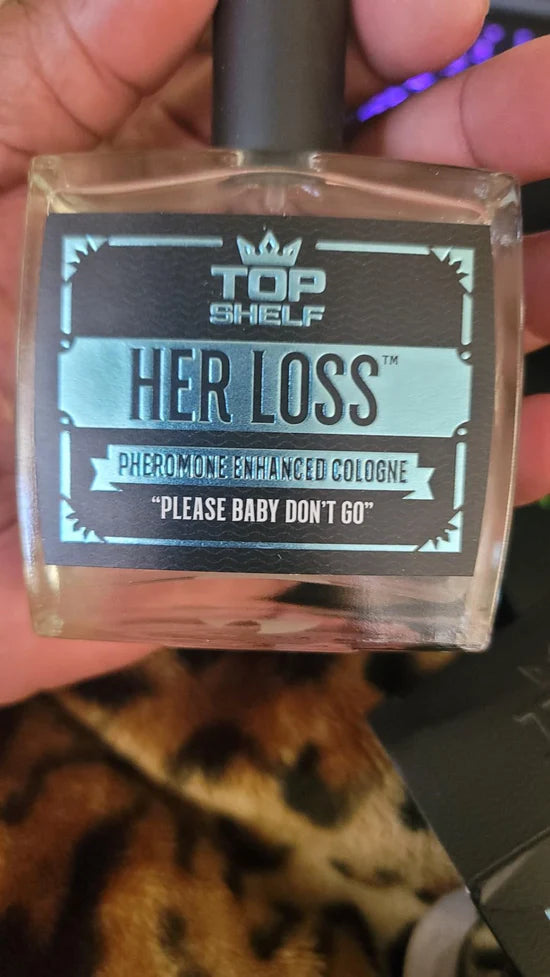 TOP
SHELF
HER LOSS™
PHEROMONE ENHANCED COLOGNE
“PLEASE BABY DON'T GO”